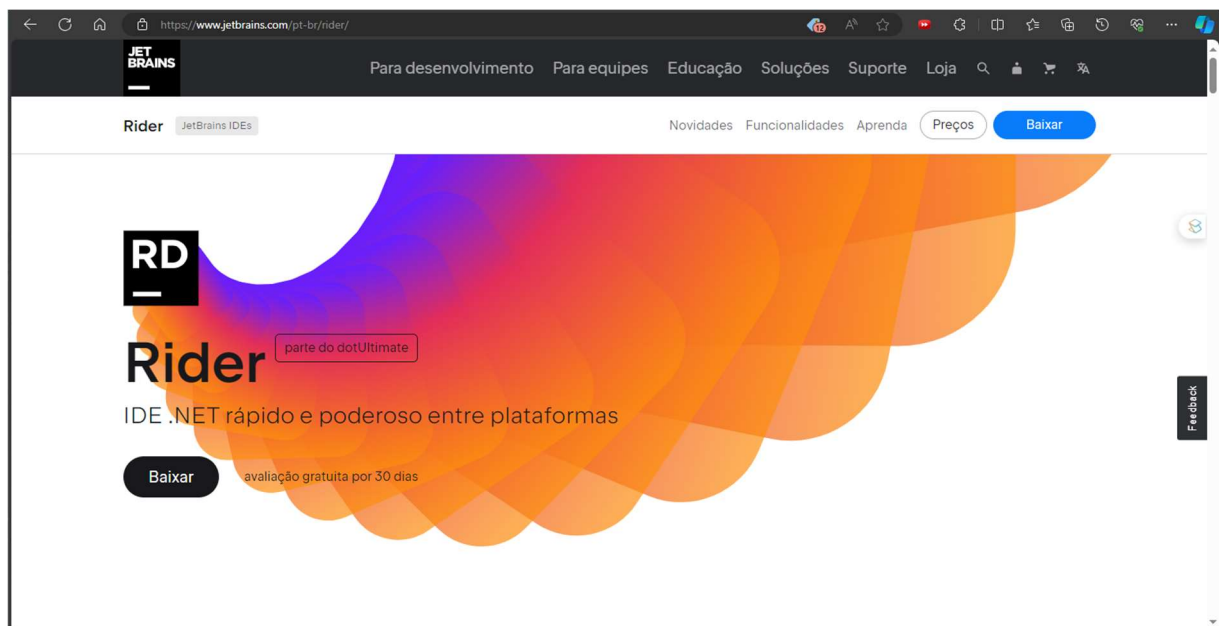 https://www.jetbrains.com/pt-br/rider/
12
JET
BRAINS
Para desenvolvimento Para equipes Educação Soluções Suporte Loja
Rider JetBrains IDEs Novidades Funcionalidades Aprenda Preços Baixar
RD
Rider parte do dotUltimate
IDE .NET rápido e poderoso entre plataformas
Baixar avaliação gratuita por 30 dias
Feedback